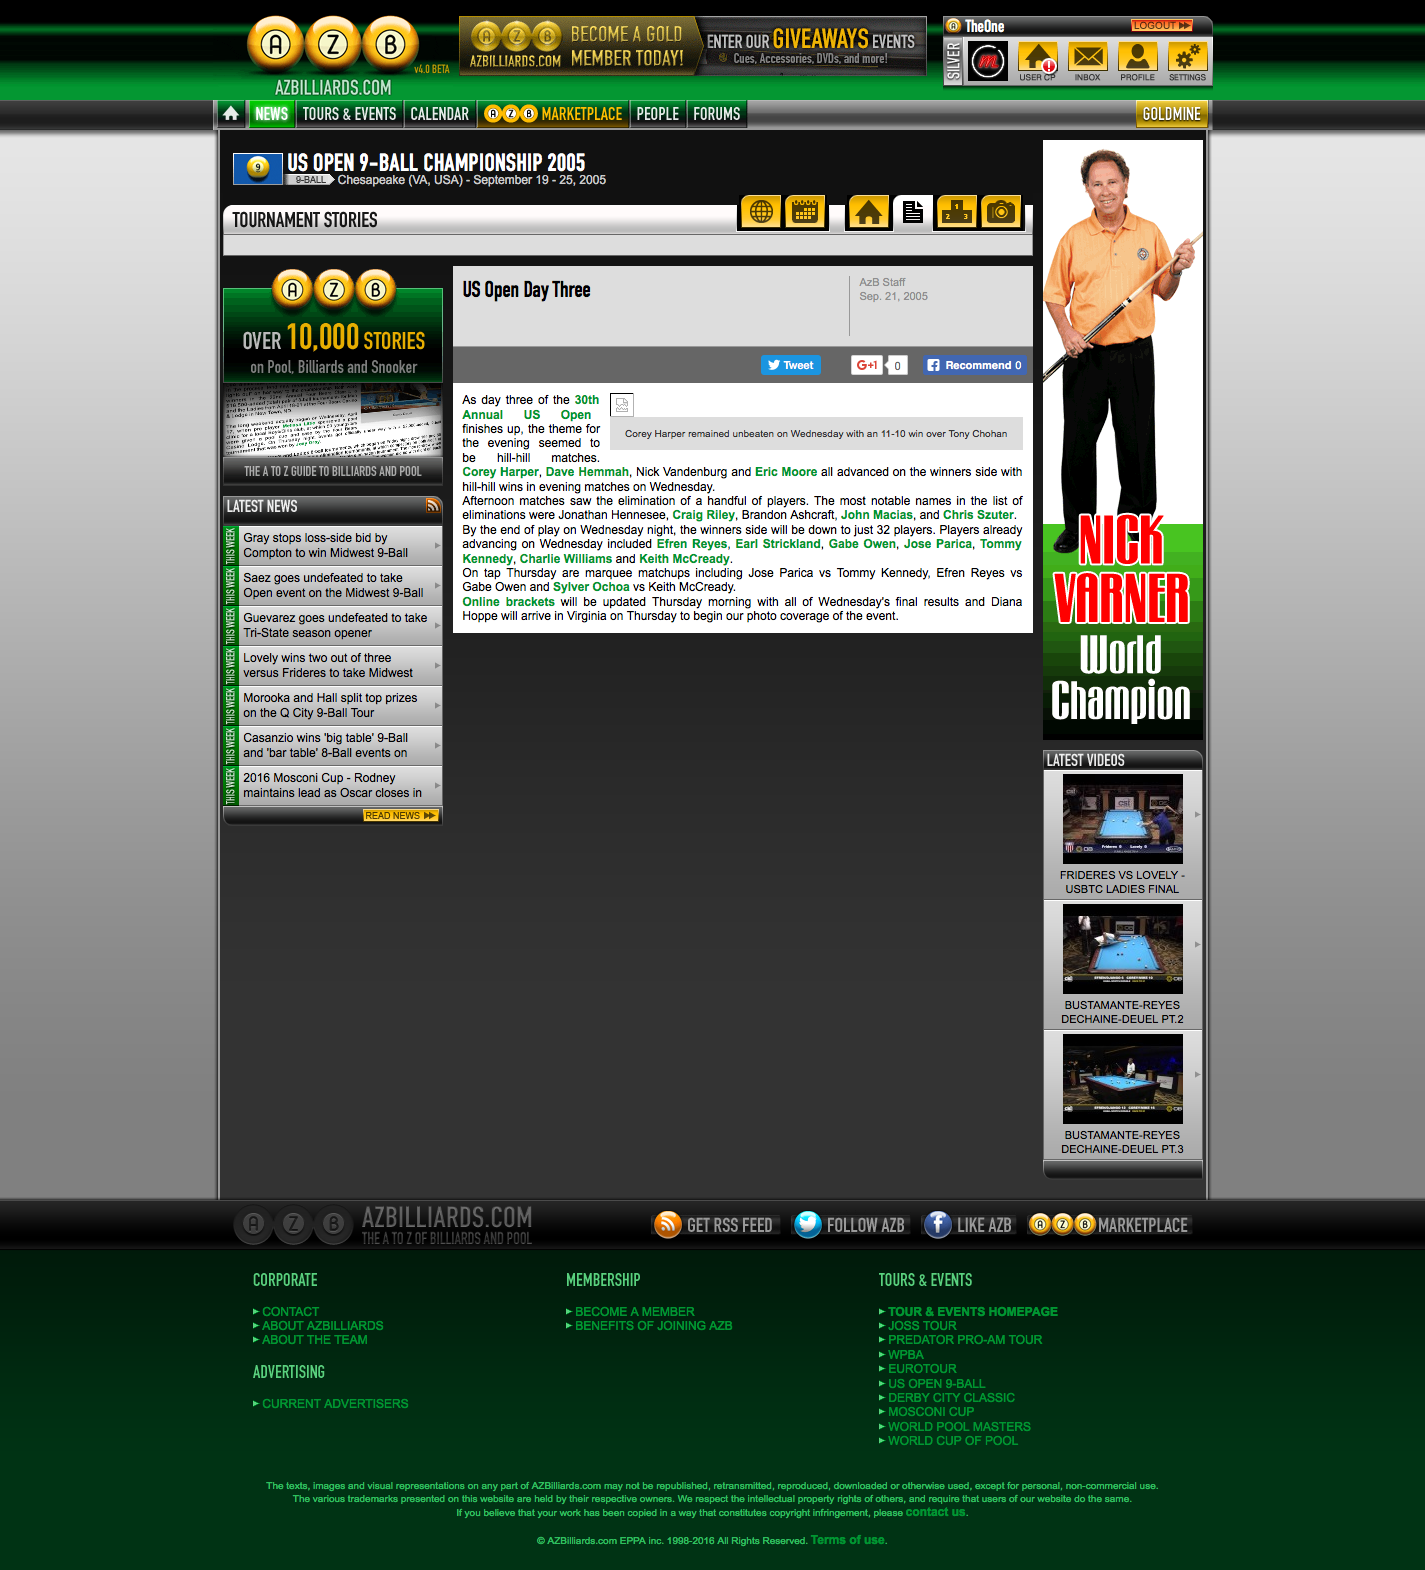 A Z B
v4.0 BETA
AZBILLIARDS.COM
A Z B
AZBILLIARDS.COM
BECOME A GOLD
MEMBER TODAY!
ENTER OUR GIVEAWAYS EVENTS
Cues, Accessories, DVDs, and more!
TheOne
LOGOUT
SILVER
USER CP
INBOX
PROFILE
SETTINGS
NEWS
TOURS & EVENTS
CALENDAR
AZB MARKETPLACE
PEOPLE
FORUMS
GOLDMINE
US OPEN 9-BALL CHAMPIONSHIP 2005
9-BALL Chesapeake (VA, USA) - September 19 - 25, 2005
TOURNAMENT STORIES
A Z B
OVER 10,000 STORIES
on Pool, Billiards and Snooker
THE A TO Z GUIDE TO BILLIARDS AND POOL
LATEST NEWS
THIS WEEK
Gray stops loss-side bid by
Compton to win Midwest 9-Ball
THIS WEEK
Saez goes undefeated to take
Open event on the Midwest 9-Ball
THIS WEEK
Guevarez goes undefeated to take
Tri-State season opener
THIS WEEK
Lovely wins two out of three
versus Frideres to take Midwest
THIS WEEK
Morooka and Hall split top prizes
on the Q City 9-Ball Tour
THIS WEEK
Casanzio wins 'big table' 9-Ball
and 'bar table' 8-Ball events on
THIS WEEK
2016 Mosconi Cup - Rodney
maintains lead as Oscar closes in
READ NEWS
US Open Day Three
AzB Staff
Sep. 21, 2005
Tweet
G+1 0
Recommend 0
As day three of the 30th
Annual US Open
finishes up, the theme for
the evening seemed to
be hill-hill matches.
Corey Harper remained unbeaten on Wednesday with an 11-10 win over Tony Chohan
Corey Harper, Dave Hemmah, Nick Vandenburg and Eric Moore all advanced on the winners side with
hill-hill wins in evening matches on Wednesday.
Afternoon matches saw the elimination of a handful of players. The most notable names in the list of
eliminations were Jonathan Hennesee, Craig Riley, Brandon Ashcraft, John Macias, and Chris Szuter.
By the end of play on Wednesday night, the winners side will be down to just 32 players. Players already
advancing on Wednesday included Efren Reyes, Earl Strickland, Gabe Owen, Jose Parica, Tommy
Kennedy, Charlie Williams and Keith McCready.
On tap Thursday are marquee matchups including Jose Parica vs Tommy Kennedy, Efren Reyes vs
Gabe Owen and Sylver Ochoa vs Keith McCready.
Online brackets will be updated Thursday morning with all of Wednesday's final results and Diana
Hoppe will arrive in Virginia on Thursday to begin our photo coverage of the event.
NICK
VARNER
World
Champion
LATEST VIDEOS
FRIDERES VS LOVELY -
USBTC LADIES FINAL
BUSTAMANTE-REYES
DECHAINE-DEUEL PT.2
BUSTAMANTE-REYES
DECHAINE-DEUEL PT.3
A Z B
AZBILLIARDS.COM
THE A TO Z OF BILLIARDS AND POOL
GET RSS FEED
FOLLOW AZB
LIKE AZB
AZB MARKETPLACE
CORPORATE
CONTACT
ABOUT AZBILLIARDS
ABOUT THE TEAM
ADVERTISING
CURRENT ADVERTISERS
MEMBERSHIP
BECOME A MEMBER
BENEFITS OF JOINING AZB
TOURS & EVENTS
TOUR & EVENTS HOMEPAGE
JOSS TOUR
PREDATOR PRO-AM TOUR
WPBA
EUROTOUR
US OPEN 9-BALL
DERBY CITY CLASSIC
MOSCONI CUP
WORLD POOL MASTERS
WORLD CUP OF POOL
The texts, images and visual representations on any part of AZBilliards.com may not be republished, retransmitted, reproduced, downloaded or otherwise used, except for personal, non-commercial use.
The various trademarks presented on this website are held by their respective owners. We respect the intellectual property rights of others, and require that users of our website do the same.
If you believe that your work has been copied in a way that constitutes copyright infringement, please contact us.
© AZBilliards.com EPPA inc. 1998-2016 All Rights Reserved. Terms of use.